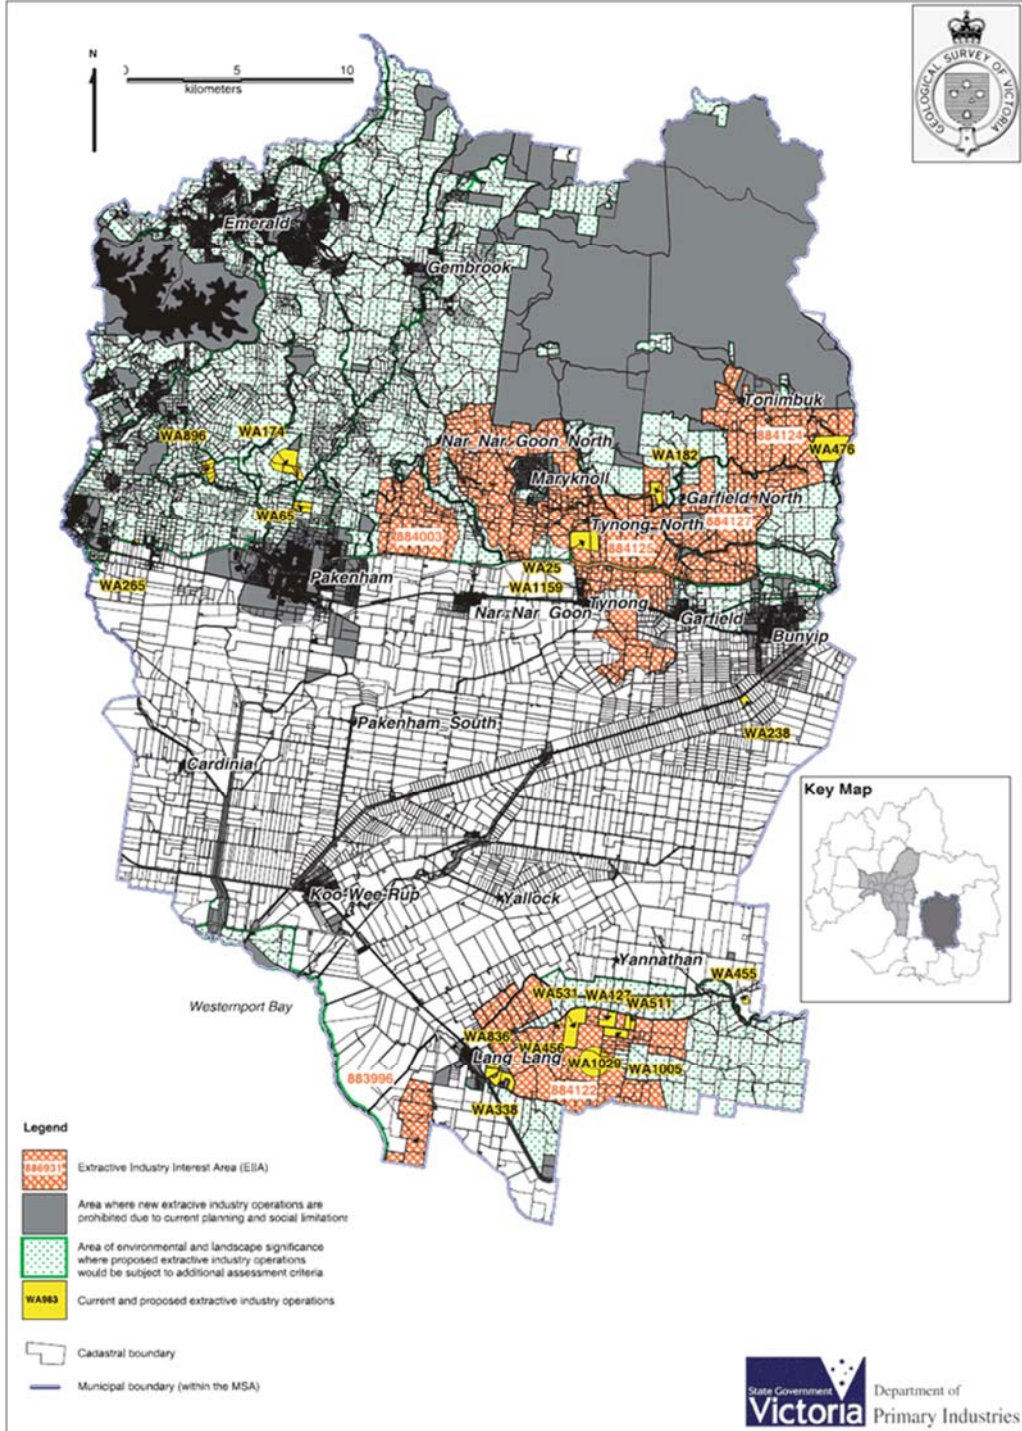 N
0 5 10
kilometers
GEOLOGICAL SURVEY OF VICTORIA
Emerald
Gembrook
Tonimbuk
WA896
WA174
Nar Nar Goon North
884124
WA182
WA476
Maryknoll
Garfield North
WA65
Tynong North
884127
884003
884125
WA25
WA265
Pakenham
WA1159
Nar Nar Goon
Tynong
Garfield
Bunyip
Pakenham South
WA238
Cardinia
Key Map
Koo-Wee-Rup
Yallock
Yannathan
WA455
Westernport Bay
WA531
WA127
WA511
WA836
WA456
Lang Lang
WA1029
WA1005
883996
884122
WA338
Legend
886931
Extractive Industry Interest Area (EIIA)
Area where new extracive industry operations are
prohibited due to current planning and social limitations
Area of environmental and landscape significance
where proposed extractive industry operations
would be subject to additional assessment criteria
WA983
Current and proposed extractive industry operations
Cadastral boundary
Municipal boundary (within the MSA)
State Government
Victoria
Department of
Primary Industries